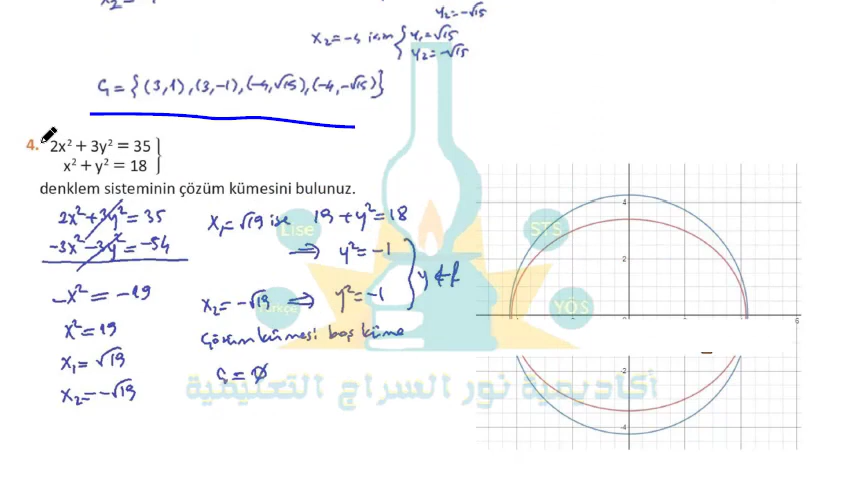 y₂=-√15
x₂=-4 için { y₁=√15
y₂=-√15
Ç = {(3,1),(3,-1),(-4,√15),(-4,-√15)}
4. 2x² + 3y² = 35
x² + y² = 18
denklem sisteminin çözüm kümesini bulunuz.
2x²+3y²=35
-3x²-3y²=-54
-x² = -19
x²=19
x₁=√19
x₂=-√19
x₁=√19 ise 19+y²=18
⇒ y²=-1
x₂=-√19 ⇒ y²=-1
y ∉ ℝ
Çözüm kümesi boş küme
Ç = ∅
Lise
STS
Türkçe
YÖS
أكاديمية نور السراج التعليمية
4
2
0
6
-2
-4